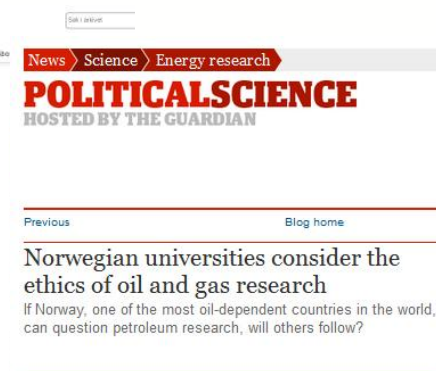 Søk i arkivet
News Science Energy research
POLITICALSCIENCE
HOSTED BY THE GUARDIAN
Previous Blog home
Norwegian universities consider the
ethics of oil and gas research
If Norway, one of the most oil-dependent countries in the world,
can question petroleum research, will others follow?